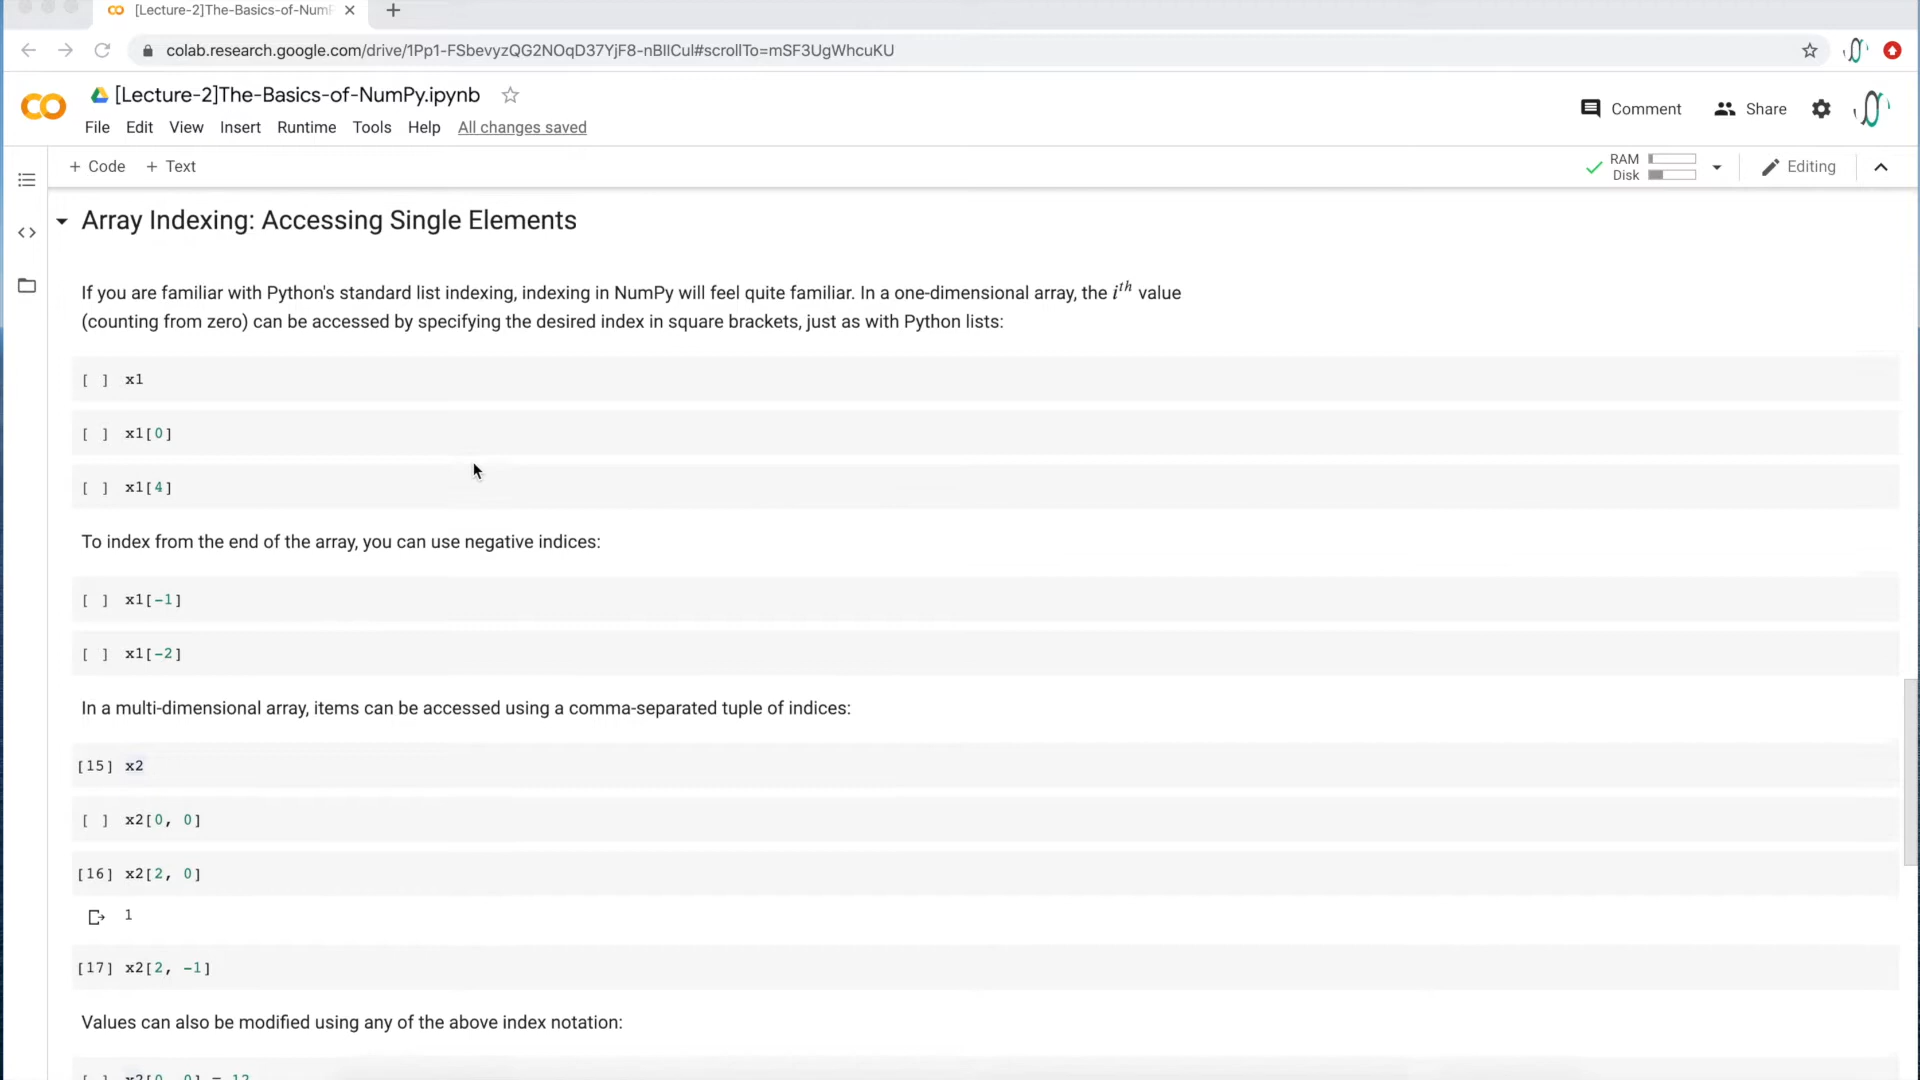 [Lecture-2]The-Basics-of-Num
colab.research.google.com/drive/1Pp1-FSbevyzQG2NOqD37YjF8-nBIlCul#scrollTo=mSF3UgWhcuKU
[Lecture-2]The-Basics-of-NumPy.ipynb
Comment Share
File Edit View Insert Runtime Tools Help All changes saved
+ Code + Text
RAM
Disk
Editing
Array Indexing: Accessing Single Elements
If you are familiar with Python's standard list indexing, indexing in NumPy will feel quite familiar. In a one-dimensional array, the i^th value
(counting from zero) can be accessed by specifying the desired index in square brackets, just as with Python lists:
[ ] x1
[ ] x1[0]
[ ] x1[4]
To index from the end of the array, you can use negative indices:
[ ] x1[-1]
[ ] x1[-2]
In a multi-dimensional array, items can be accessed using a comma-separated tuple of indices:
[15] x2
[ ] x2[0, 0]
[16] x2[2, 0]
1
[17] x2[2, -1]
Values can also be modified using any of the above index notation:
[ ] x2[0, 0] = 12